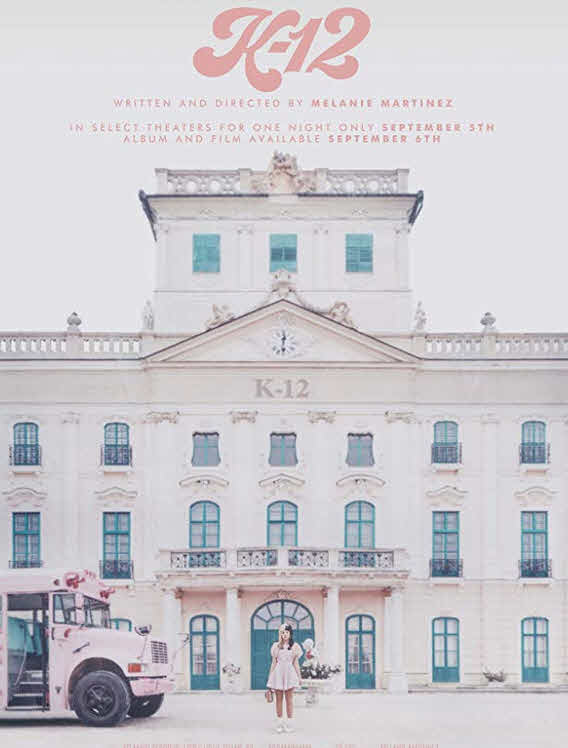 K-12
WRITTEN AND DIRECTED BY MELANIE MARTINEZ
IN SELECT THEATERS FOR ONE NIGHT ONLY SEPTEMBER 5TH
ALBUM AND FILM AVAILABLE SEPTEMBER 6TH
K-12